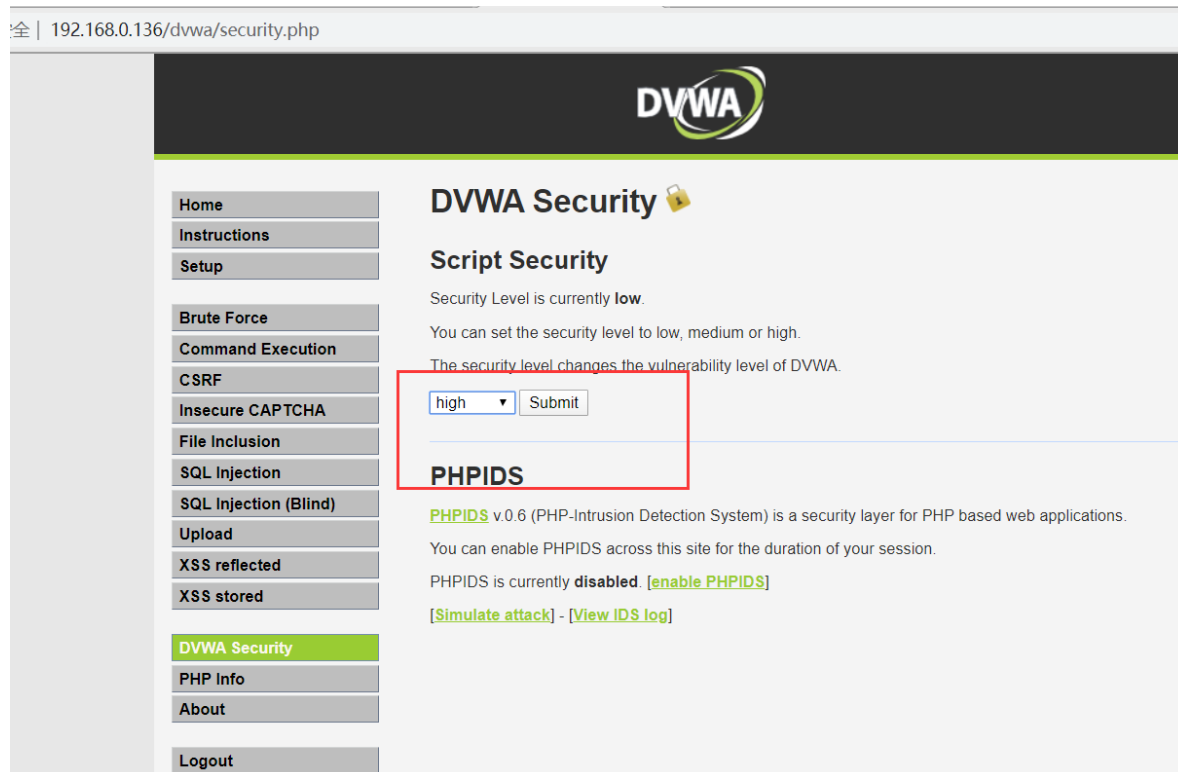 全 | 192.168.0.136/dvwa/security.php
DVWA
Home
Instructions
Setup
Brute Force
Command Execution
CSRF
Insecure CAPTCHA
File Inclusion
SQL Injection
SQL Injection (Blind)
Upload
XSS reflected
XSS stored
DVWA Security
PHP Info
About
Logout
DVWA Security
Script Security
Security Level is currently low.
You can set the security level to low, medium or high.
The security level changes the vulnerability level of DVWA.
high Submit
PHPIDS
PHPIDS v.0.6 (PHP-Intrusion Detection System) is a security layer for PHP based web applications.
You can enable PHPIDS across this site for the duration of your session.
PHPIDS is currently disabled. [enable PHPIDS]
[Simulate attack] - [View IDS log]